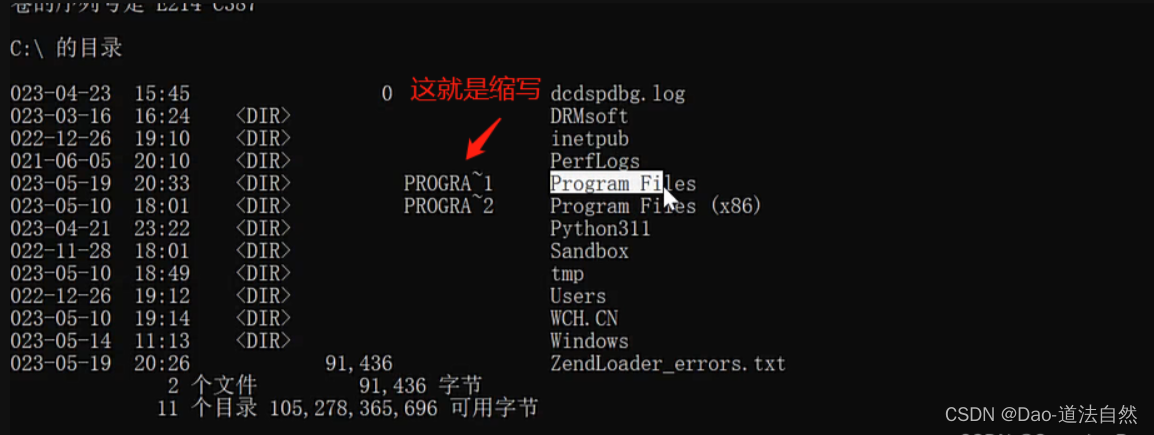 卷的序列号是 E214 C387
C:\ 的目录
023-04-23 15:45 0 这就是缩写 dcdspdbg.log
023-03-16 16:24 <DIR> DRMsoft
022-12-26 19:10 <DIR> inetpub
021-06-05 20:10 <DIR> PerfLogs
023-05-19 20:33 <DIR> PROGRA~1 Program Files
023-05-10 18:01 <DIR> PROGRA~2 Program Files (x86)
023-04-21 23:22 <DIR> Python311
022-11-28 18:01 <DIR> Sandbox
023-05-10 18:49 <DIR> tmp
022-12-26 19:12 <DIR> Users
023-05-10 19:14 <DIR> WCH.CN
023-05-14 11:13 <DIR> Windows
023-05-19 20:26 91,436 ZendLoader_errors.txt
2 个文件 91,436 字节
11 个目录 105,278,365,696 可用字节
CSDN @Dao-道法自然